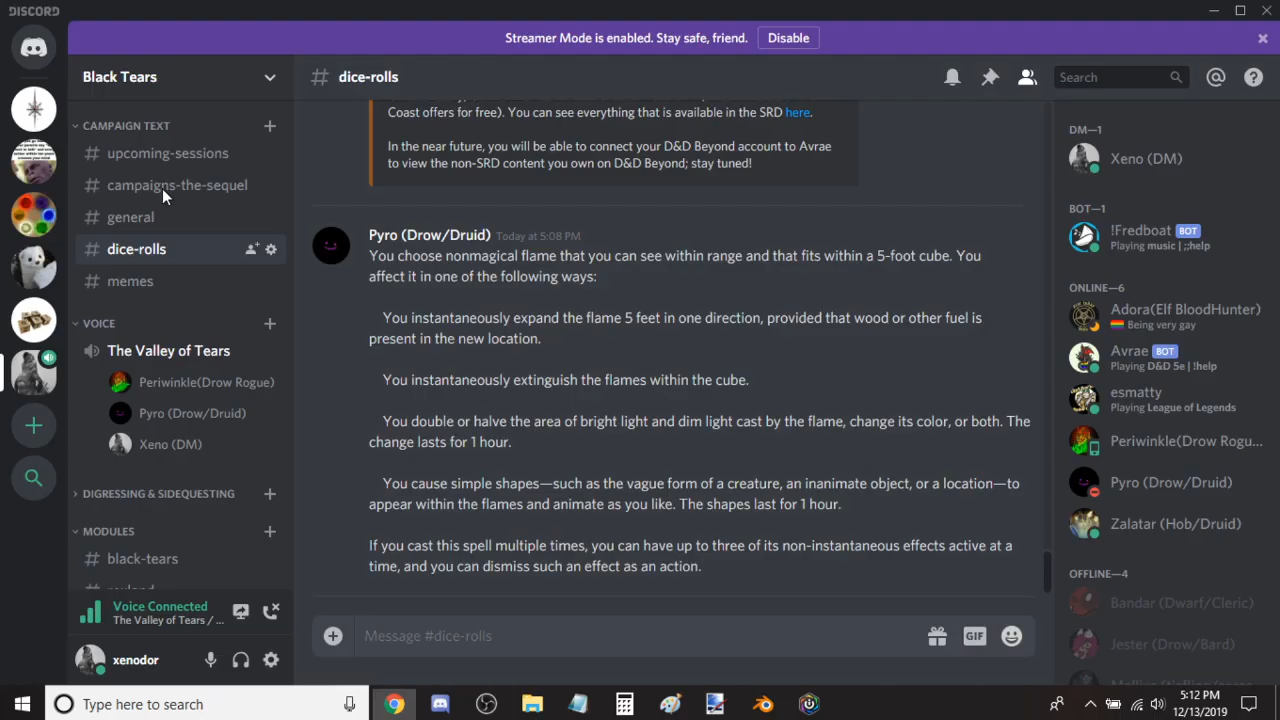 DISCORD
Streamer Mode is enabled. Stay safe, friend.
Disable
Black Tears
dice-rolls
Search
CAMPAIGN TEXT
upcoming-sessions
campaigns-the-sequel
general
dice-rolls
memes
VOICE
The Valley of Tears
Periwinkle(Drow Rogue)
Pyro (Drow/Druid)
Xeno (DM)
DIGRESSING & SIDEQUESTING
MODULES
black-tears
Voice Connected
The Valley of Tears / ...
xenodor
Coast offers for free). You can see everything that is available in the SRD here.
In the near future, you will be able to connect your D&D Beyond account to Avrae
to view the non-SRD content you own on D&D Beyond; stay tuned!
Pyro (Drow/Druid) Today at 5:08 PM
You choose nonmagical flame that you can see within range and that fits within a 5-foot cube. You
affect it in one of the following ways:
You instantaneously expand the flame 5 feet in one direction, provided that wood or other fuel is
present in the new location.
You instantaneously extinguish the flames within the cube.
You double or halve the area of bright light and dim light cast by the flame, change its color, or both. The
change lasts for 1 hour.
You cause simple shapes—such as the vague form of a creature, an inanimate object, or a location—to
appear within the flames and animate as you like. The shapes last for 1 hour.
If you cast this spell multiple times, you can have up to three of its non-instantaneous effects active at a
time, and you can dismiss such an effect as an action.
Message #dice-rolls
GIF
DM—1
Xeno (DM)
BOT—1
!Fredboat BOT
Playing music | ;;help
ONLINE—6
Adora(Elf BloodHunter)
Being very gay
Avrae BOT
Playing D&D 5e | !help
esmatty
Playing League of Legends
Periwinkle(Drow Rogu...
Pyro (Drow/Druid)
Zalatar (Hob/Druid)
OFFLINE—4
Bandar (Dwarf/Cleric)
Jester (Drow/Bard)
Type here to search
5:12 PM
12/13/2019